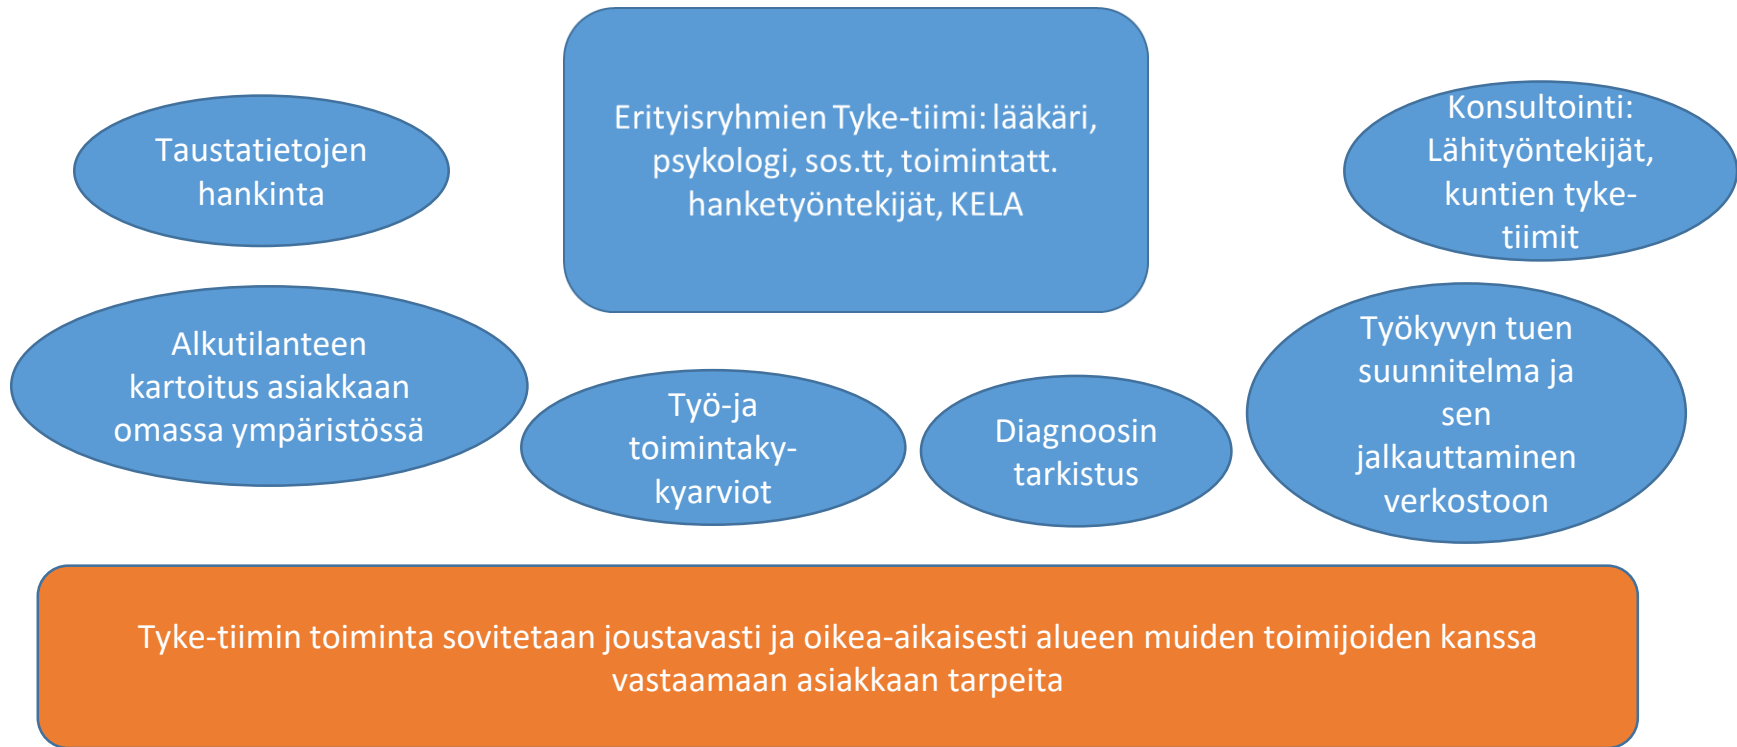 Erityisryhmien Tyke-tiimi: lääkäri,
psykologi, sos.tt, toimintatt.
hanketyöntekijät, KELA
Taustatietojen
hankinta
Konsultointi:
Lähityöntekijät,
kuntien tyke-
tiimit
Alkutilanteen
kartoitus asiakkaan
omassa ympäristössä
Työ-ja
toimintaky-
kyarviot
Diagnoosin
tarkistus
Työkyvyn tuen
suunnitelma ja
sen
jalkauttaminen
verkostoon
Tyke-tiimin toiminta sovitetaan joustavasti ja oikea-aikaisesti alueen muiden toimijoiden kanssa
vastaamaan asiakkaan tarpeita